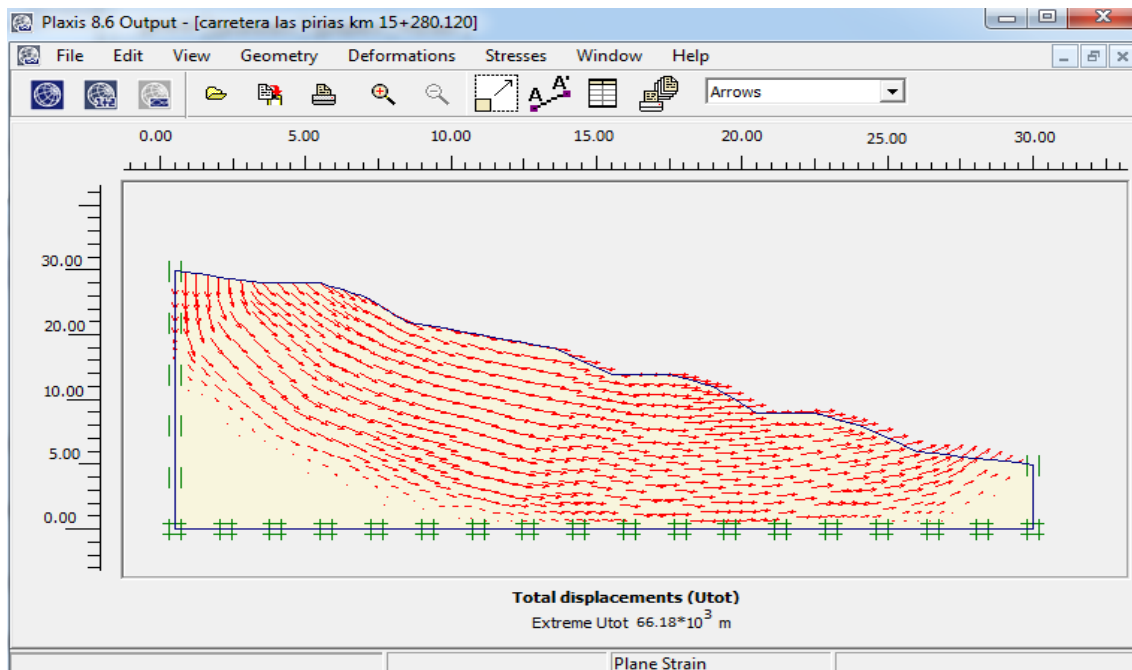 Plaxis 8.6 Output - [carretera las pirias km 15+280.120]
File Edit View Geometry Deformations Stresses Window Help
Arrows
0.00 5.00 10.00 15.00 20.00 25.00 30.00
30.00
20.00
10.00
5.00
0.00
Total displacements (Utot)
Extreme Utot 66.18*10³ m
Plane Strain